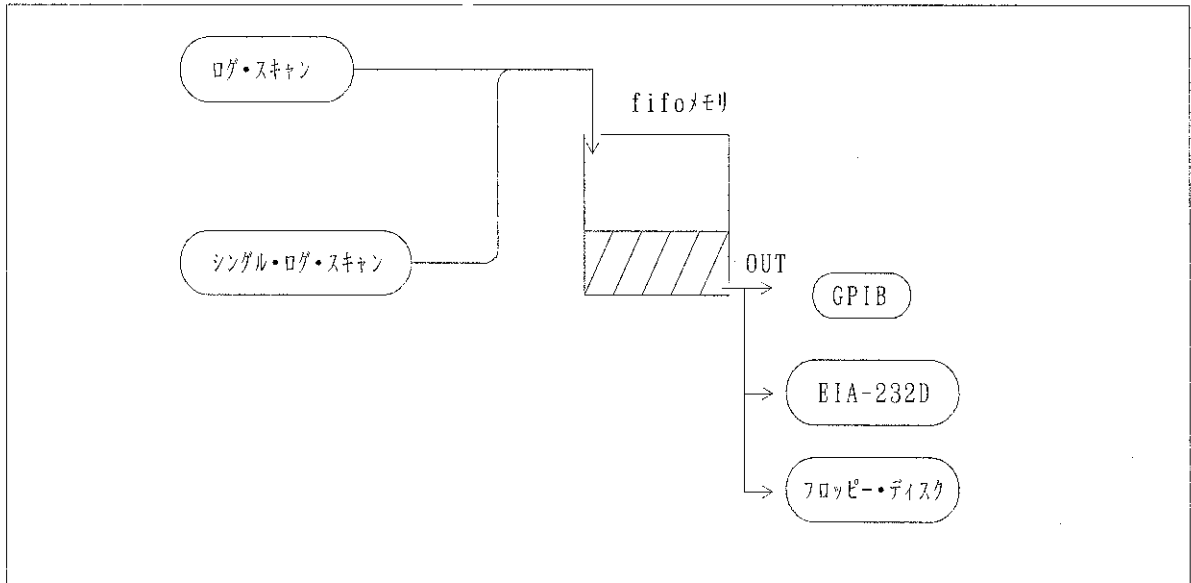 ログ・スキャン
fifoメモリ
シングル・ログ・スキャン
OUT
GPIB
EIA-232D
フロッピー・ディスク